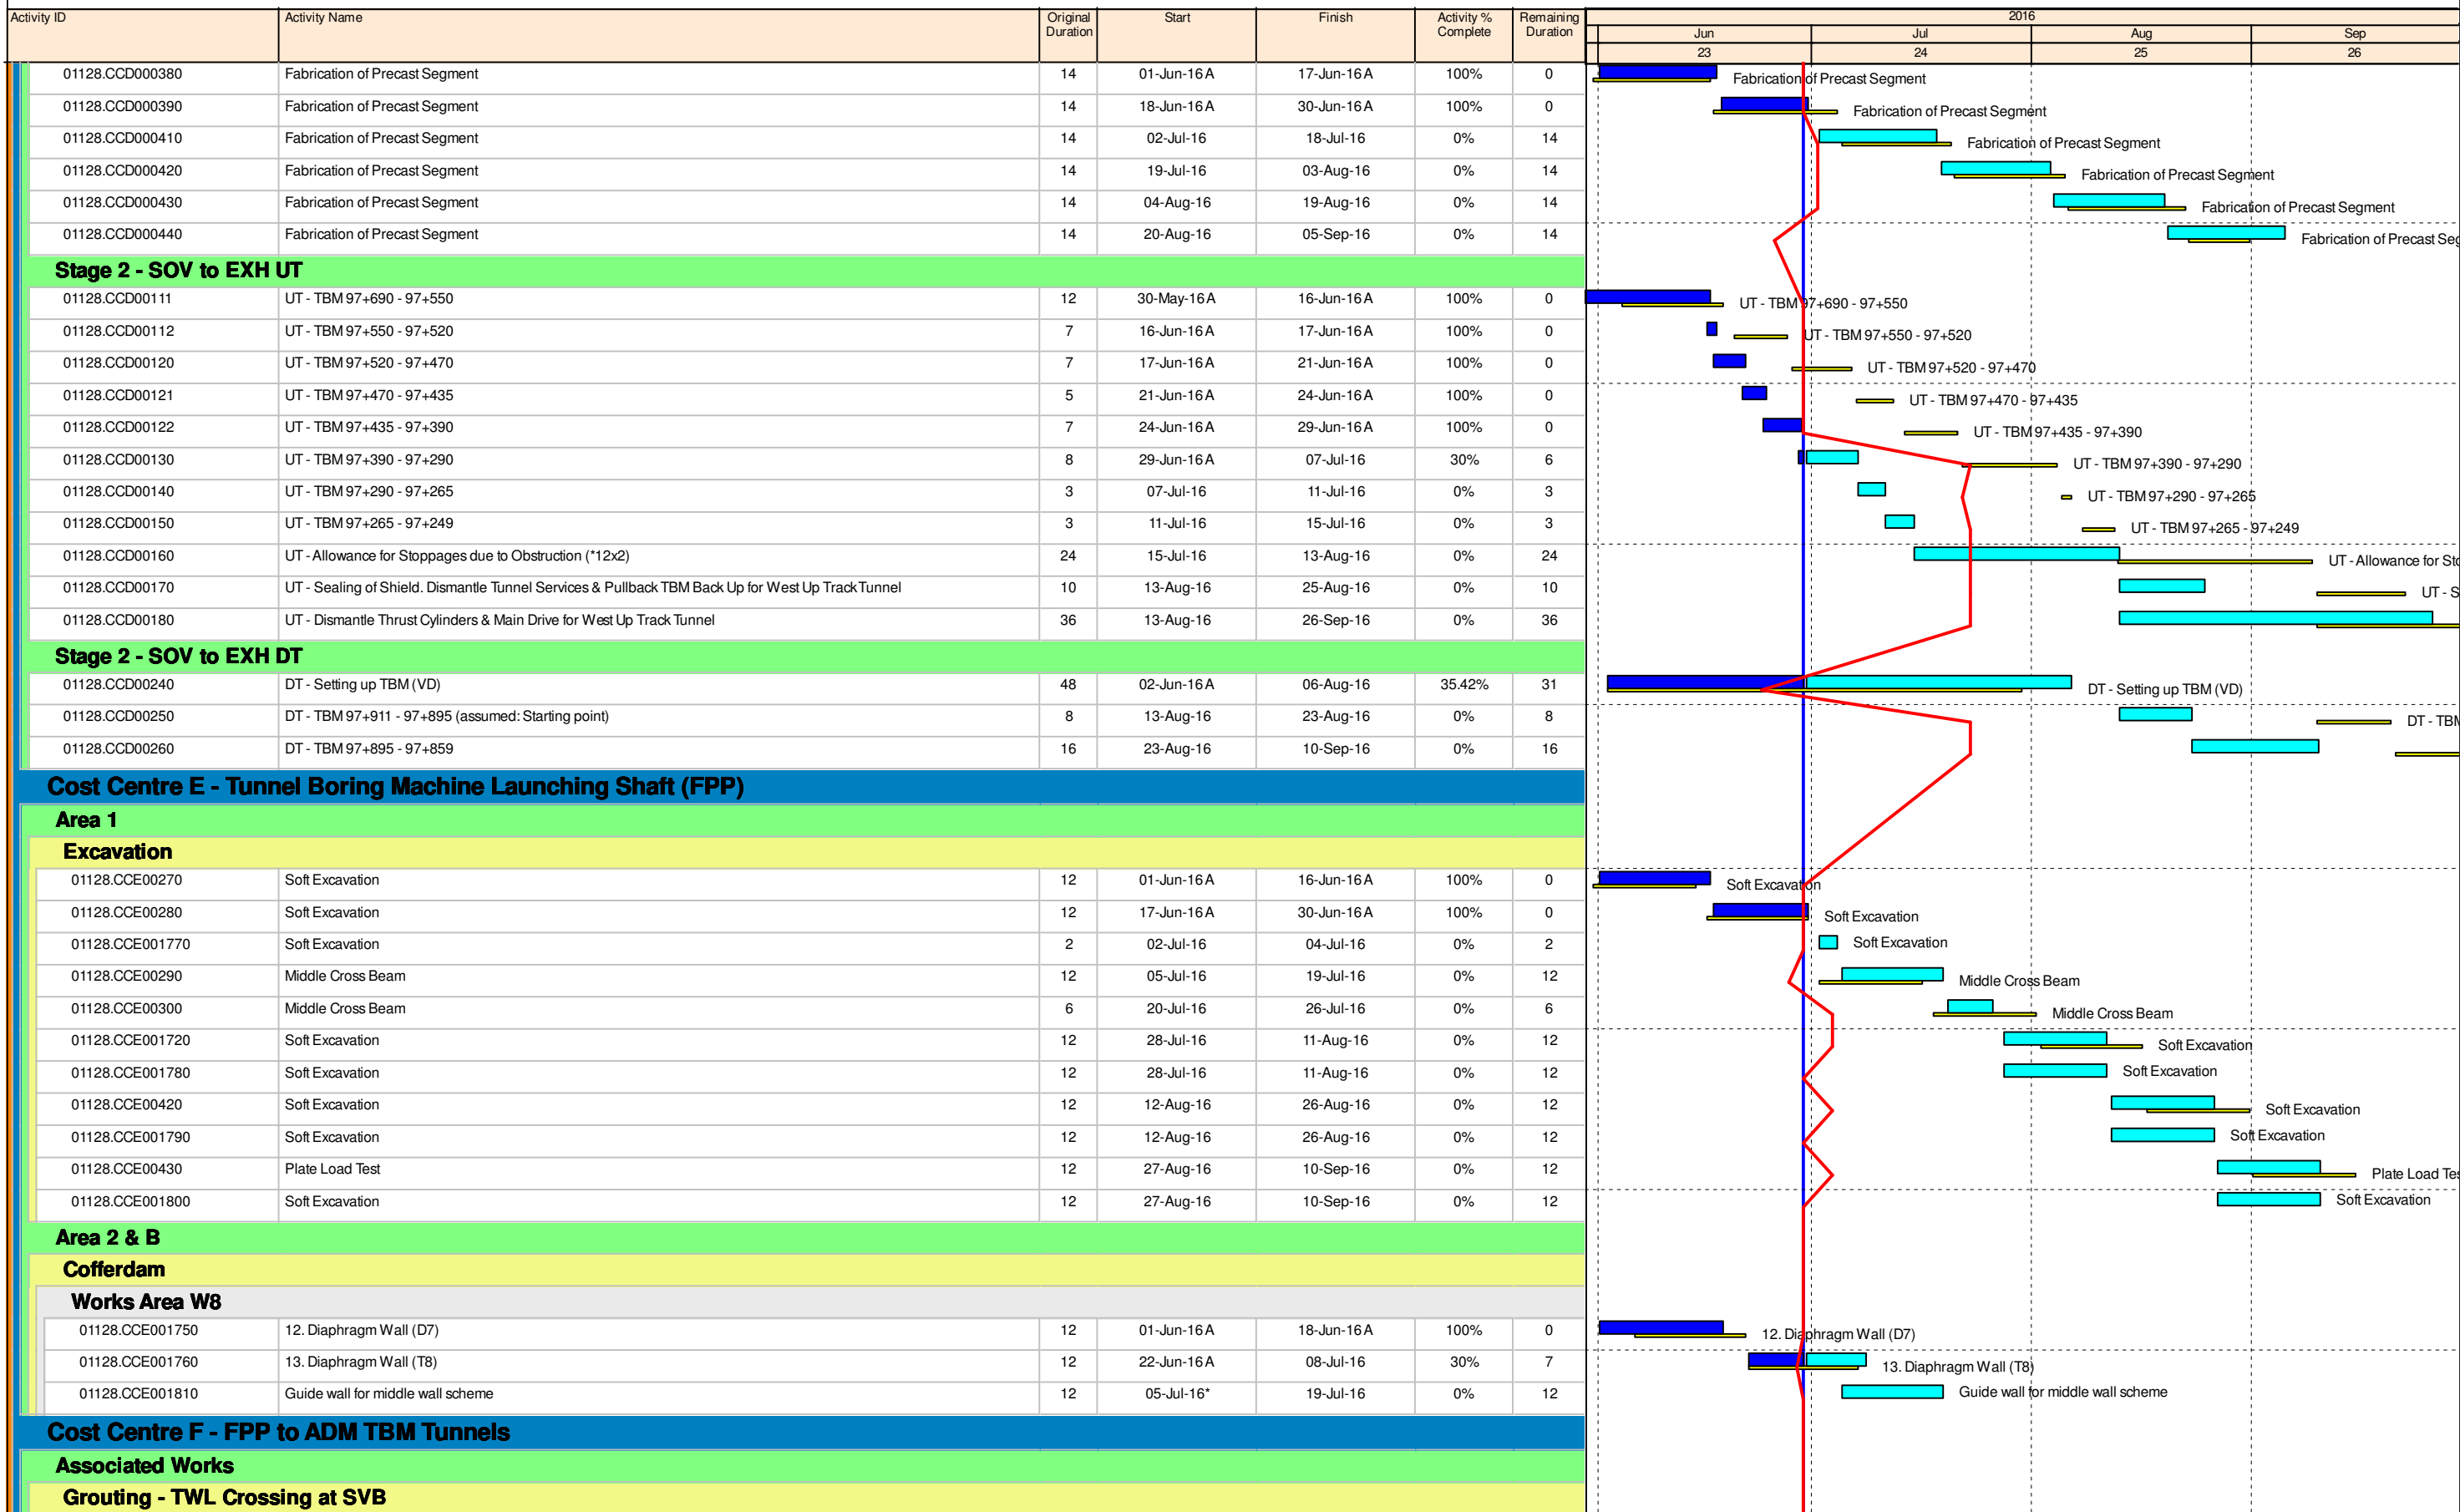 Activity ID Activity Name Original Duration Start Finish Activity % Complete Remaining Duration 2016
Jun Jul Aug Sep
23 24 25 26
01128.CCD000380 Fabrication of Precast Segment 14 01-Jun-16 A 17-Jun-16 A 100% 0 Fabrication of Precast Segment
01128.CCD000390 Fabrication of Precast Segment 14 18-Jun-16 A 30-Jun-16 A 100% 0 Fabrication of Precast Segment
01128.CCD000410 Fabrication of Precast Segment 14 02-Jul-16 18-Jul-16 0% 14 Fabrication of Precast Segment
01128.CCD000420 Fabrication of Precast Segment 14 19-Jul-16 03-Aug-16 0% 14 Fabrication of Precast Segment
01128.CCD000430 Fabrication of Precast Segment 14 04-Aug-16 19-Aug-16 0% 14 Fabrication of Precast Segment
01128.CCD000440 Fabrication of Precast Segment 14 20-Aug-16 05-Sep-16 0% 14 Fabrication of Precast Seg
Stage 2 - SOV to EXH UT
01128.CCD00111 UT - TBM 97+690 - 97+550 12 30-May-16 A 16-Jun-16 A 100% 0 UT - TBM 97+690 - 97+550
01128.CCD00112 UT - TBM 97+550 - 97+520 7 16-Jun-16 A 17-Jun-16 A 100% 0 UT - TBM 97+550 - 97+520
01128.CCD00120 UT - TBM 97+520 - 97+470 7 17-Jun-16 A 21-Jun-16 A 100% 0 UT - TBM 97+520 - 97+470
01128.CCD00121 UT - TBM 97+470 - 97+435 5 21-Jun-16 A 24-Jun-16 A 100% 0 UT - TBM 97+470 - 97+435
01128.CCD00122 UT - TBM 97+435 - 97+390 7 24-Jun-16 A 29-Jun-16 A 100% 0 UT - TBM 97+435 - 97+390
01128.CCD00130 UT - TBM 97+390 - 97+290 8 29-Jun-16 A 07-Jul-16 30% 6 UT - TBM 97+390 - 97+290
01128.CCD00140 UT - TBM 97+290 - 97+265 3 07-Jul-16 11-Jul-16 0% 3 UT - TBM 97+290 - 97+265
01128.CCD00150 UT - TBM 97+265 - 97+249 3 11-Jul-16 15-Jul-16 0% 3 UT - TBM 97+265 - 97+249
01128.CCD00160 UT - Allowance for Stoppages due to Obstruction (*12x2) 24 15-Jul-16 13-Aug-16 0% 24 UT - Allowance for Sto
01128.CCD00170 UT - Sealing of Shield. Dismantle Tunnel Services & Pullback TBM Back Up for West Up Track Tunnel 10 13-Aug-16 25-Aug-16 0% 10 UT - S
01128.CCD00180 UT - Dismantle Thrust Cylinders & Main Drive for West Up Track Tunnel 36 13-Aug-16 26-Sep-16 0% 36
Stage 2 - SOV to EXH DT
01128.CCD00240 DT - Setting up TBM (VD) 48 02-Jun-16 A 06-Aug-16 35.42% 31 DT - Setting up TBM (VD)
01128.CCD00250 DT - TBM 97+911 - 97+895 (assumed: Starting point) 8 13-Aug-16 23-Aug-16 0% 8 DT - TBM
01128.CCD00260 DT - TBM 97+895 - 97+859 16 23-Aug-16 10-Sep-16 0% 16
Cost Centre E - Tunnel Boring Machine Launching Shaft (FPP)
Area 1
Excavation
01128.CCE00270 Soft Excavation 12 01-Jun-16 A 16-Jun-16 A 100% 0 Soft Excavation
01128.CCE00280 Soft Excavation 12 17-Jun-16 A 30-Jun-16 A 100% 0 Soft Excavation
01128.CCE001770 Soft Excavation 2 02-Jul-16 04-Jul-16 0% 2 Soft Excavation
01128.CCE00290 Middle Cross Beam 12 05-Jul-16 19-Jul-16 0% 12 Middle Cross Beam
01128.CCE00300 Middle Cross Beam 6 20-Jul-16 26-Jul-16 0% 6 Middle Cross Beam
01128.CCE001720 Soft Excavation 12 28-Jul-16 11-Aug-16 0% 12 Soft Excavation
01128.CCE001780 Soft Excavation 12 28-Jul-16 11-Aug-16 0% 12 Soft Excavation
01128.CCE00420 Soft Excavation 12 12-Aug-16 26-Aug-16 0% 12 Soft Excavation
01128.CCE001790 Soft Excavation 12 12-Aug-16 26-Aug-16 0% 12 Soft Excavation
01128.CCE00430 Plate Load Test 12 27-Aug-16 10-Sep-16 0% 12 Plate Load Tes
01128.CCE001800 Soft Excavation 12 27-Aug-16 10-Sep-16 0% 12 Soft Excavation
Area 2 & B
Cofferdam
Works Area W8
01128.CCE001750 12. Diaphragm Wall (D7) 12 01-Jun-16 A 18-Jun-16 A 100% 0 12. Diaphragm Wall (D7)
01128.CCE001760 13. Diaphragm Wall (T8) 12 22-Jun-16 A 08-Jul-16 30% 7 13. Diaphragm Wall (T8)
01128.CCE001810 Guide wall for middle wall scheme 12 05-Jul-16* 19-Jul-16 0% 12 Guide wall for middle wall scheme
Cost Centre F - FPP to ADM TBM Tunnels
Associated Works
Grouting - TWL Crossing at SVB